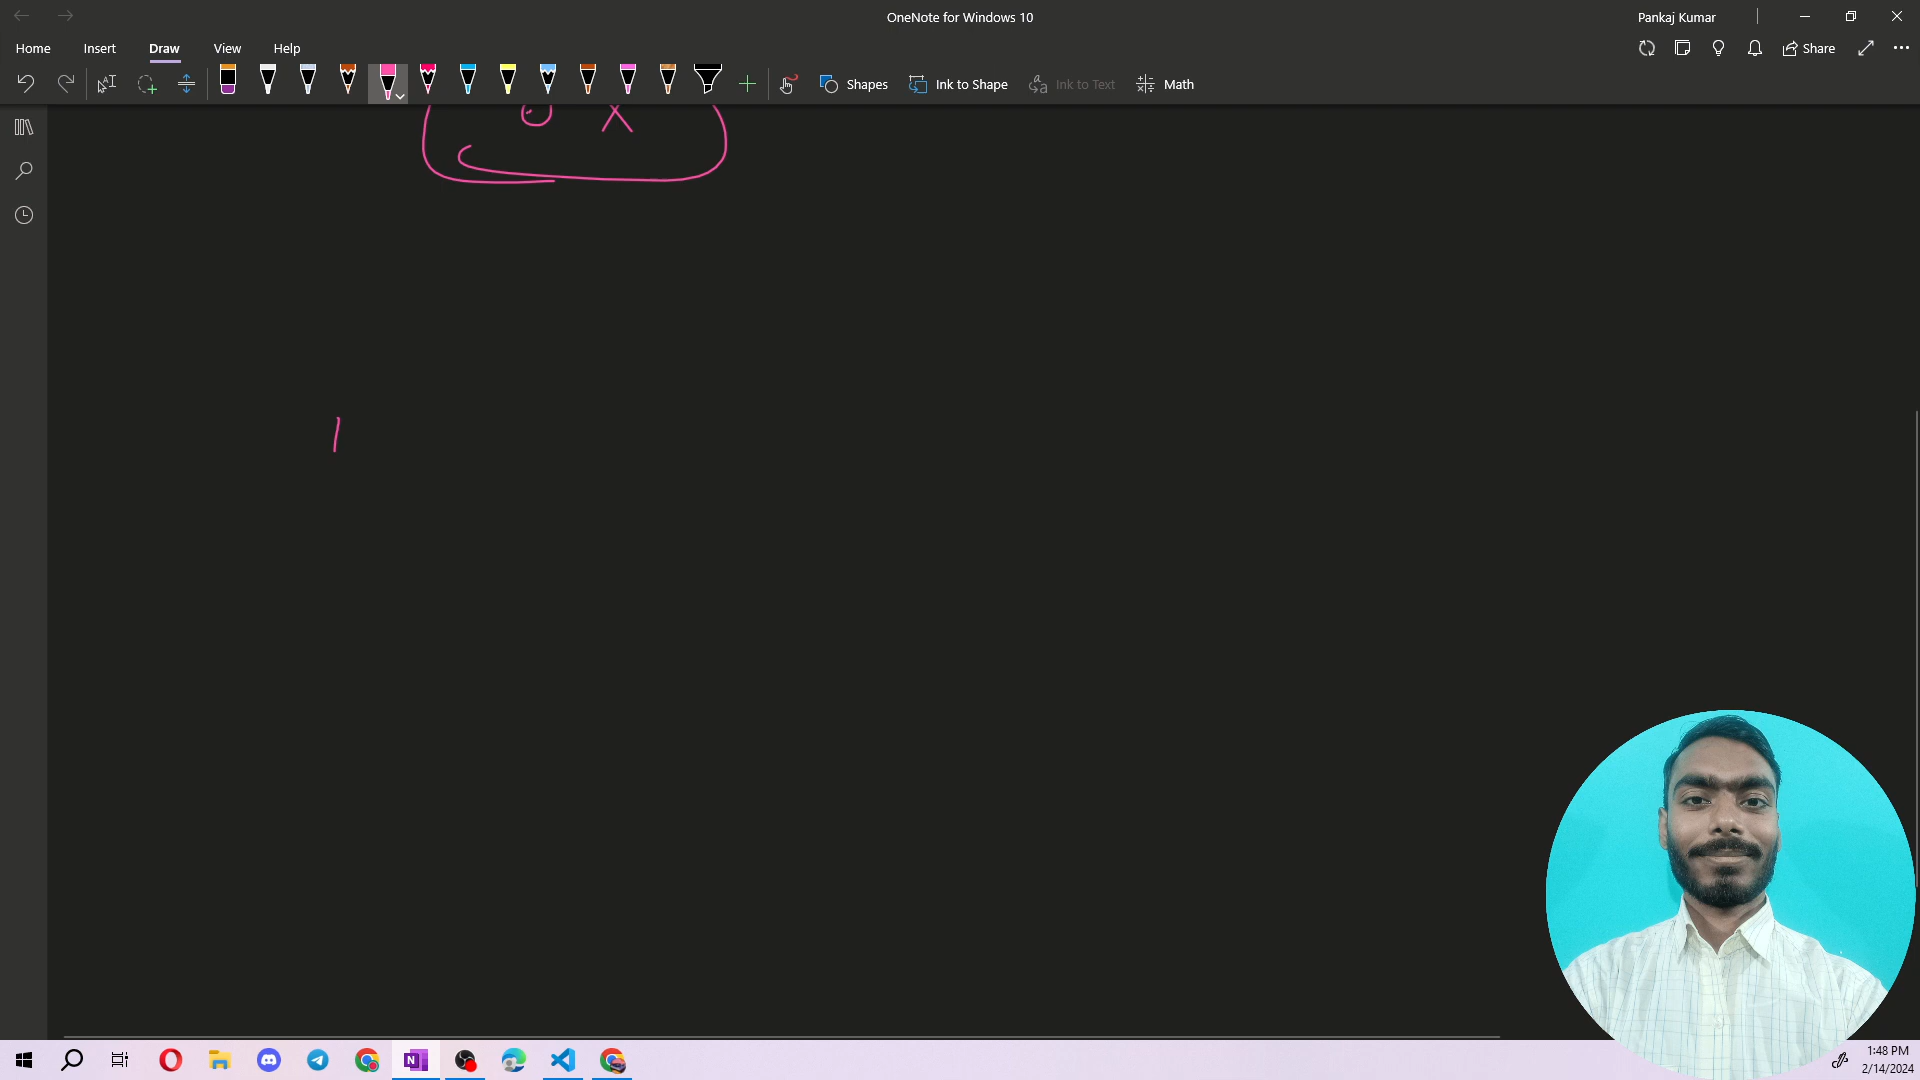 OneNote for Windows 10
Pankaj Kumar
Home Insert Draw View Help
Share
Shapes Ink to Shape Ink to Text Math
X
1:48 PM
2/14/2024